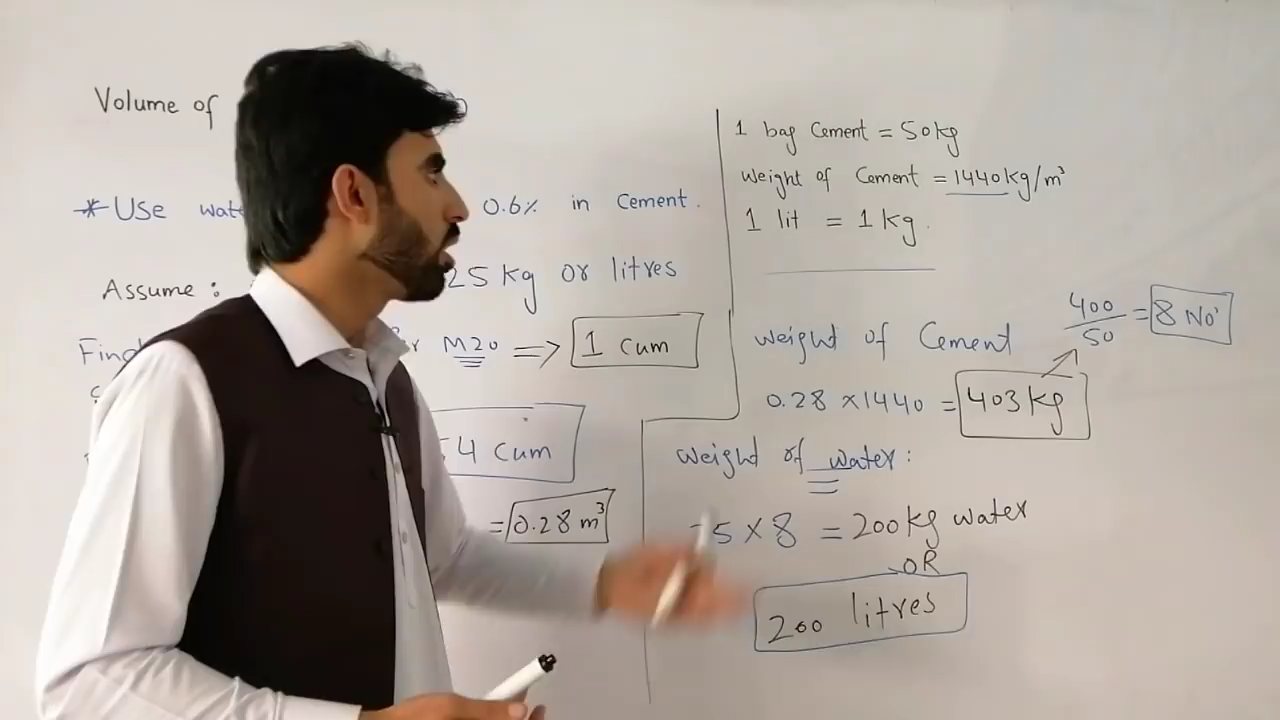 Volume of
* Use 0.6% in Cement.
Assume: 25 kg or litres
Find M20 => 1 Cum
4 Cum
= 0.28 m³
1 bag Cement = 50kg
Weight of Cement = 1440kg/m³
1 lit = 1 kg.
Weight of Cement
400/50 = 8 No'
0.28 x1440 = 403 kg
Weight of water:
5 x 8 = 200 kg water
OR
200 litres